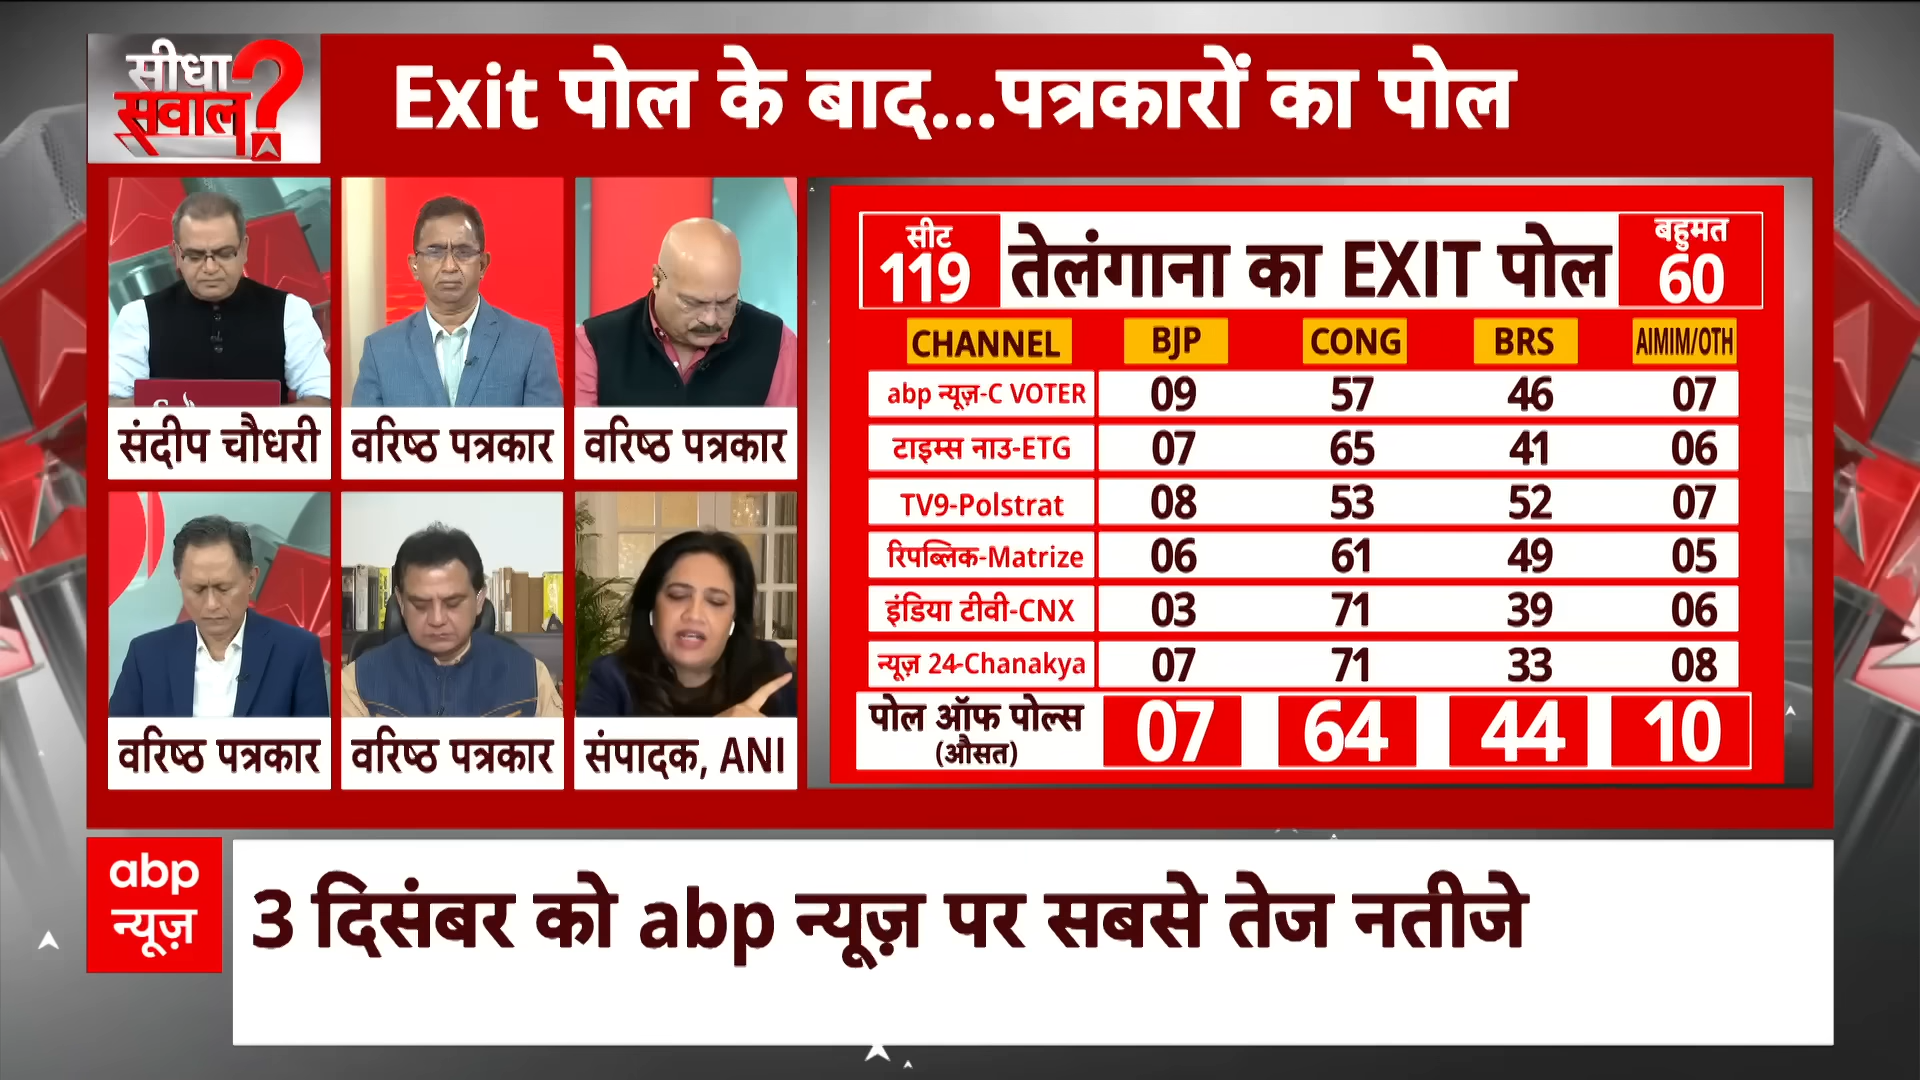 सीधा
सवाल?
Exit पोल के बाद...पत्रकारों का पोल
संदीप चौधरी
वरिष्ठ पत्रकार
वरिष्ठ पत्रकार
वरिष्ठ पत्रकार
वरिष्ठ पत्रकार
संपादक, ANI
सीट
119
तेलंगाना का EXIT पोल
बहुमत
60
CHANNEL BJP CONG BRS AIMIM/OTH
abp न्यूज़-C VOTER 09 57 46 07
टाइम्स नाउ-ETG 07 65 41 06
TV9-Polstrat 08 53 52 07
रिपब्लिक-Matrize 06 61 49 05
इंडिया टीवी-CNX 03 71 39 06
न्यूज़ 24-Chanakya 07 71 33 08
पोल ऑफ पोल्स
(औसत)
07 64 44 10
abp
न्यूज़
3 दिसंबर को abp न्यूज़ पर सबसे तेज नतीजे